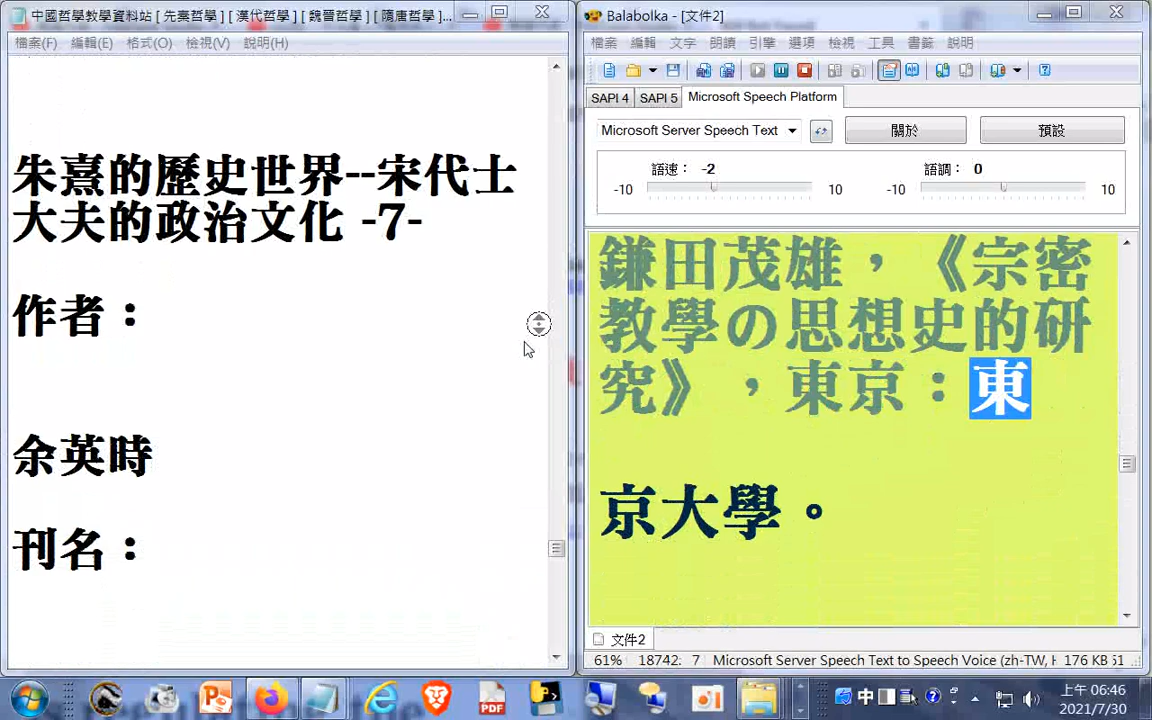 中國哲學教學資料站 [ 先秦哲學 ] [ 漢代哲學 ] [ 魏晉哲學 ] [ 隋唐哲學 ]...
檔案(F) 編輯(E) 格式(O) 檢視(V) 說明(H)
朱熹的歷史世界--宋代士
大夫的政治文化 -7-
作者：
余英時
刊名：
Balabolka - [文件2]
檔案 編輯 文字 朗讀 引擎 選項 檢視 工具 書籤 說明
SAPI 4 SAPI 5 Microsoft Speech Platform
Microsoft Server Speech Text 關於 預設
語速： -2 語調： 0
-10 10 -10 10
鎌田茂雄，《宗密
教學の思想史的研
究》，東京：東
京大學。
文件2
61% 18742: 7 Microsoft Server Speech Text to Speech Voice (zh-TW, H 176 KB
中 上午 06:46
2021/7/30